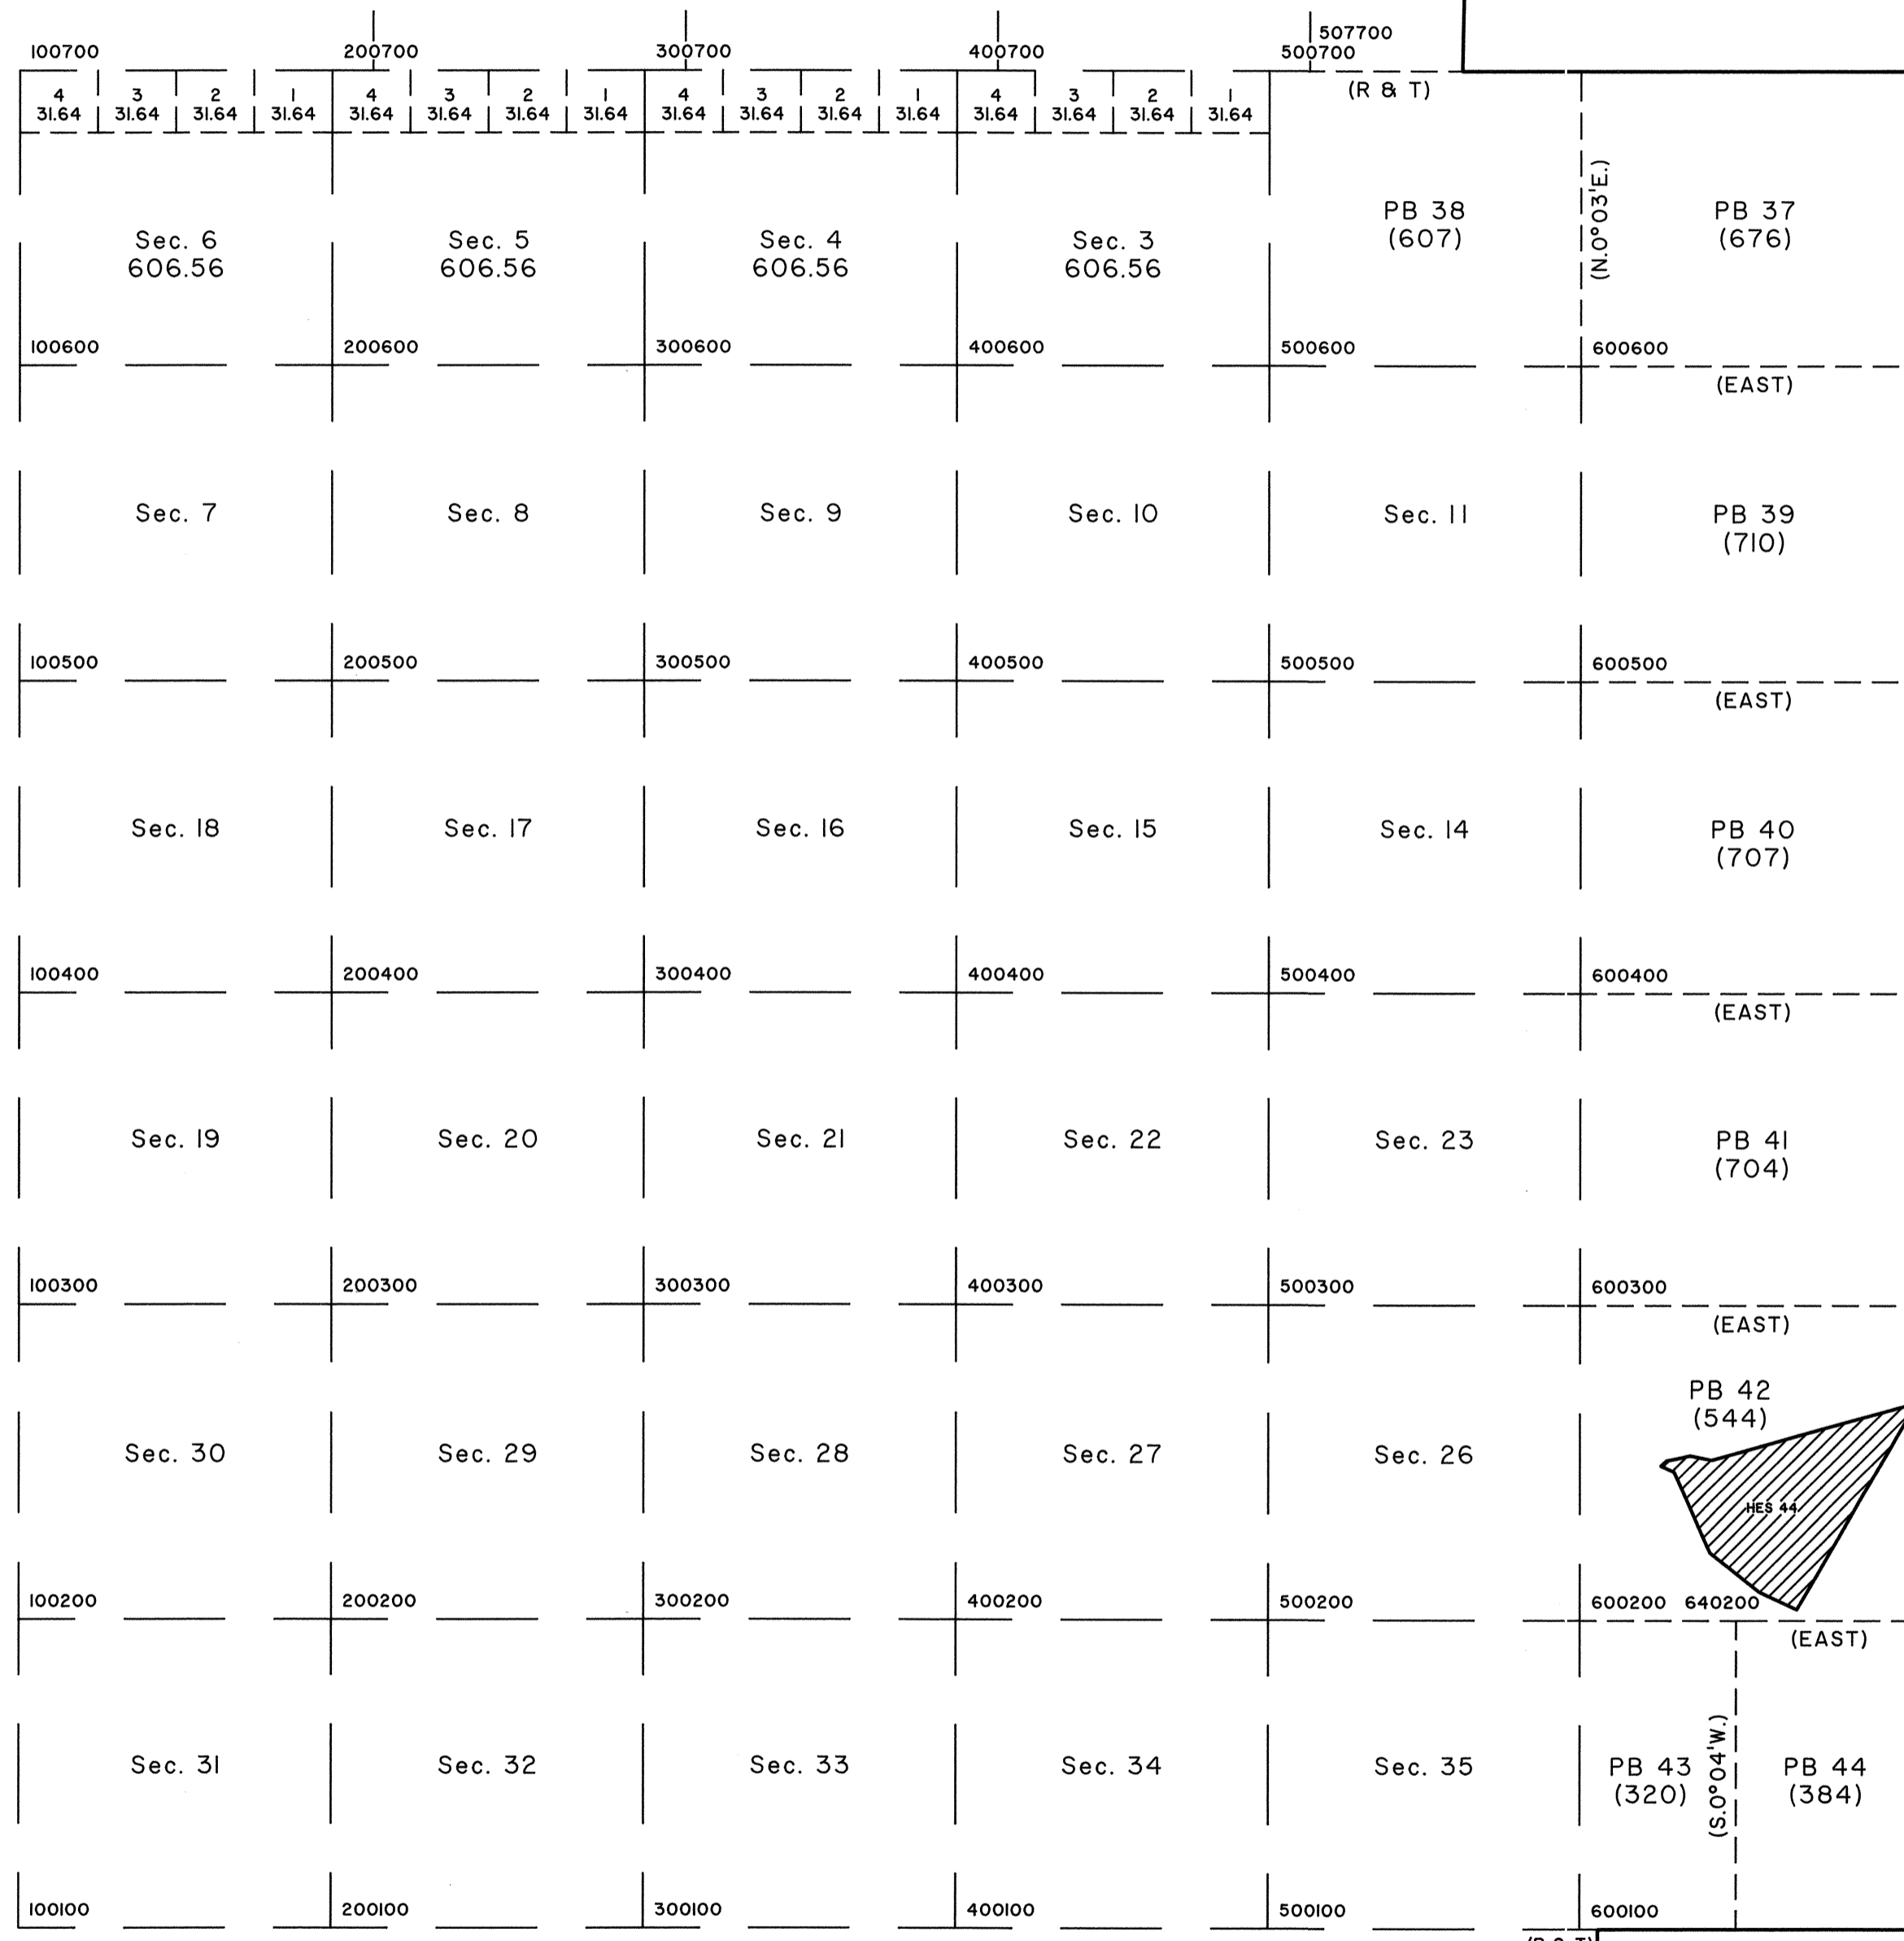 507700
100700 200700 300700 400700 500700
(R & T)
4 3 2 1 4 3 2 1 4 3 2 1 4 3 2 1
31.64 31.64 31.64 31.64 31.64 31.64 31.64 31.64 31.64 31.64 31.64 31.64 31.64 31.64 31.64 31.64
(N.0°03'E.)
PB 38 PB 37
(607) (676)
Sec. 6 Sec. 5 Sec. 4 Sec. 3
606.56 606.56 606.56 606.56
100600 200600 300600 400600 500600 600600
(EAST)
Sec. 7 Sec. 8 Sec. 9 Sec. 10 Sec. 11 PB 39
(710)
100500 200500 300500 400500 500500 600500
(EAST)
Sec. 18 Sec. 17 Sec. 16 Sec. 15 Sec. 14 PB 40
(707)
100400 200400 300400 400400 500400 600400
(EAST)
Sec. 19 Sec. 20 Sec. 21 Sec. 22 Sec. 23 PB 41
(704)
100300 200300 300300 400300 500300 600300
(EAST)
PB 42
(544)
Sec. 30 Sec. 29 Sec. 28 Sec. 27 Sec. 26
HES 44
100200 200200 300200 400200 500200 600200 640200
(EAST)
(S.0°04'W.)
Sec. 31 Sec. 32 Sec. 33 Sec. 34 Sec. 35 PB 43 PB 44
(320) (384)
100100 200100 300100 400100 500100 600100